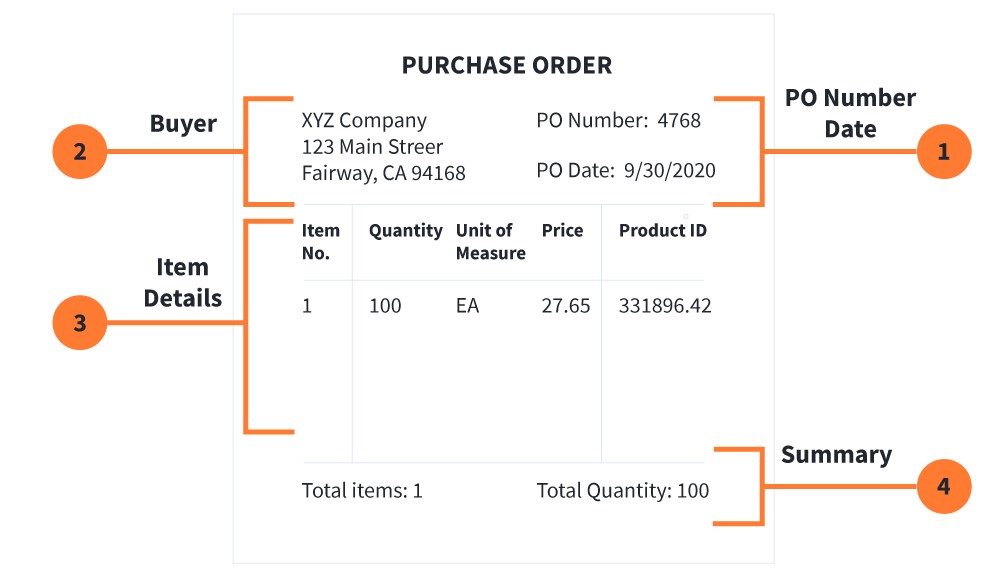 PURCHASE ORDER
PO Number
Date
1
Buyer
2
XYZ Company
123 Main Streer
Fairway, CA 94168
PO Number: 4768
PO Date: 9/30/2020
Item
Details
3
Item No. Quantity Unit of Measure Price Product ID
1 100 EA 27.65 331896.42
Summary
4
Total items: 1 Total Quantity: 100